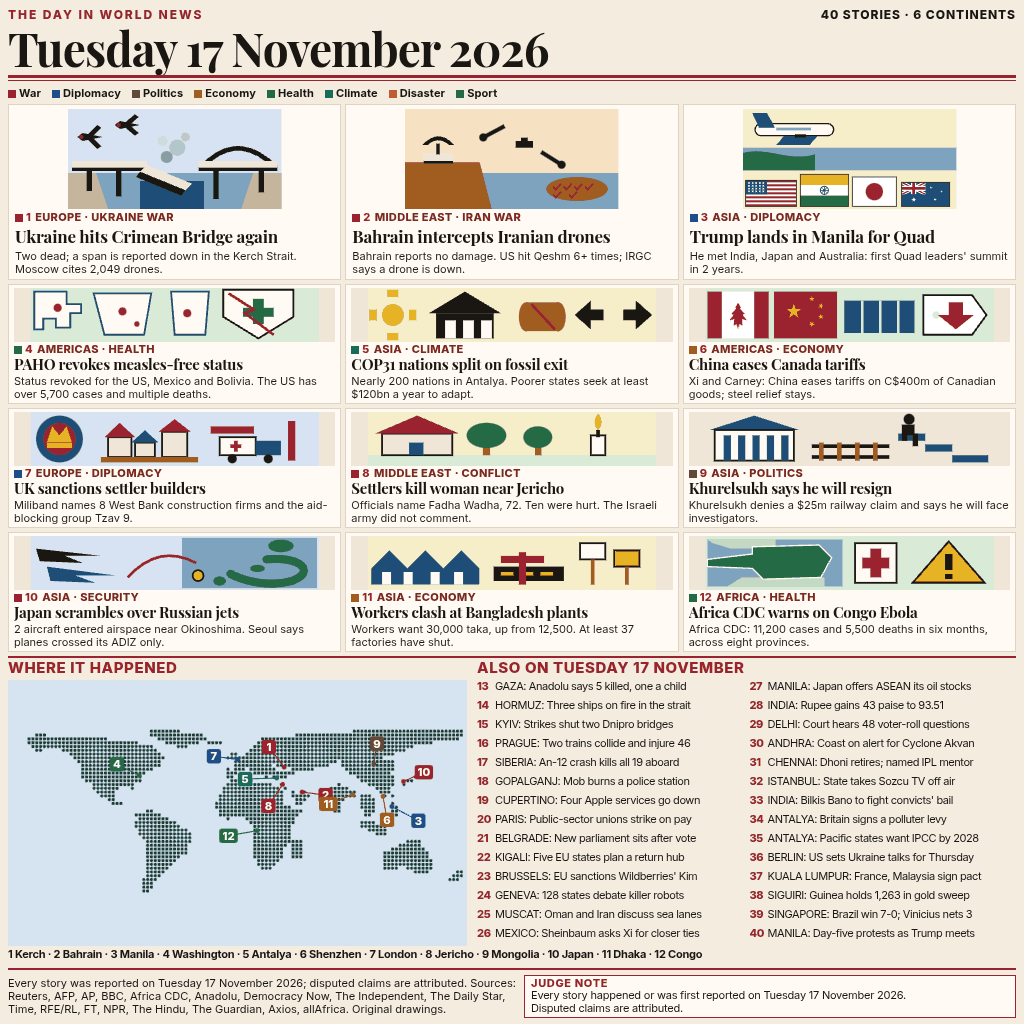 THE DAY IN WORLD NEWS
40 STORIES · 6 CONTINENTS
Tuesday 17 November 2026
War
Diplomacy
Politics
Economy
Health
Climate
Disaster
Sport
1 EUROPE · UKRAINE WAR
Ukraine hits Crimean Bridge again
Two dead; a span is reported down in the Kerch Strait.
Moscow cites 2,049 drones.
2 MIDDLE EAST · IRAN WAR
Bahrain intercepts Iranian drones
Bahrain reports no damage. US hit Qeshm 6+ times; IRGC
says a drone is down.
3 ASIA · DIPLOMACY
Trump lands in Manila for Quad
He met India, Japan and Australia: first Quad leaders' summit
in 2 years.
4 AMERICAS · HEALTH
PAHO revokes measles-free status
Status revoked for the US, Mexico and Bolivia. The US has
over 5,700 cases and multiple deaths.
5 ASIA · CLIMATE
COP31 nations split on fossil exit
Nearly 200 nations in Antalya. Poorer states seek at least
$120bn a year to adapt.
6 AMERICAS · ECONOMY
China eases Canada tariffs
Xi and Carney: China eases tariffs on C$400m of Canadian
goods; steel relief stays.
7 EUROPE · DIPLOMACY
UK sanctions settler builders
Miliband names 8 West Bank construction firms and the aid-
blocking group Tzav 9.
8 MIDDLE EAST · CONFLICT
Settlers kill woman near Jericho
Officials name Fadha Wadha, 72. Ten were hurt. The Israeli
army did not comment.
9 ASIA · POLITICS
Khurelsukh says he will resign
Khurelsukh denies a $25m railway claim and says he will face
investigators.
10 ASIA · SECURITY
Japan scrambles over Russian jets
2 aircraft entered airspace near Okinoshima. Seoul says
planes crossed its ADIZ only.
11 ASIA · ECONOMY
Workers clash at Bangladesh plants
Workers want 30,000 taka, up from 12,500. At least 37
factories have shut.
12 AFRICA · HEALTH
Africa CDC warns on Congo Ebola
Africa CDC: 11,200 cases and 5,500 deaths in six months,
across eight provinces.
WHERE IT HAPPENED
1
2
3
4
5
6
7
8
9
10
11
12
1 Kerch · 2 Bahrain · 3 Manila · 4 Washington · 5 Antalya · 6 Shenzhen · 7 London · 8 Jericho · 9 Mongolia · 10 Japan · 11 Dhaka · 12 Congo
ALSO ON TUESDAY 17 NOVEMBER
13 GAZA: Anadolu says 5 killed, one a child
14 HORMUZ: Three ships on fire in the strait
15 KYIV: Strikes shut two Dnipro bridges
16 PRAGUE: Two trains collide and injure 46
17 SIBERIA: An-12 crash kills all 19 aboard
18 GOPALGANJ: Mob burns a police station
19 CUPERTINO: Four Apple services go down
20 PARIS: Public-sector unions strike on pay
21 BELGRADE: New parliament sits after vote
22 KIGALI: Five EU states plan a return hub
23 BRUSSELS: EU sanctions Wildberries' Kim
24 GENEVA: 128 states debate killer robots
25 MUSCAT: Oman and Iran discuss sea lanes
26 MEXICO: Sheinbaum asks Xi for closer ties
27 MANILA: Japan offers ASEAN its oil stocks
28 INDIA: Rupee gains 43 paise to 93.51
29 DELHI: Court hears 48 voter-roll questions
30 ANDHRA: Coast on alert for Cyclone Akvan
31 CHENNAI: Dhoni retires; named IPL mentor
32 ISTANBUL: State takes Sozcu TV off air
33 INDIA: Bilkis Bano to fight convicts' bail
34 ANTALYA: Britain signs a polluter levy
35 ANTALYA: Pacific states want IPCC by 2028
36 BERLIN: US sets Ukraine talks for Thursday
37 KUALA LUMPUR: France, Malaysia sign pact
38 SIGUIRI: Guinea holds 1,263 in gold sweep
39 SINGAPORE: Brazil win 7-0; Vinicius nets 3
40 MANILA: Day-five protests as Trump meets
Every story was reported on Tuesday 17 November 2026; disputed claims are attributed. Sources:
Reuters, AFP, AP, BBC, Africa CDC, Anadolu, Democracy Now, The Independent, The Daily Star,
Time, RFE/RL, FT, NPR, The Hindu, The Guardian, Axios, allAfrica. Original drawings.
JUDGE NOTE
Every story happened or was first reported on Tuesday 17 November 2026.
Disputed claims are attributed.